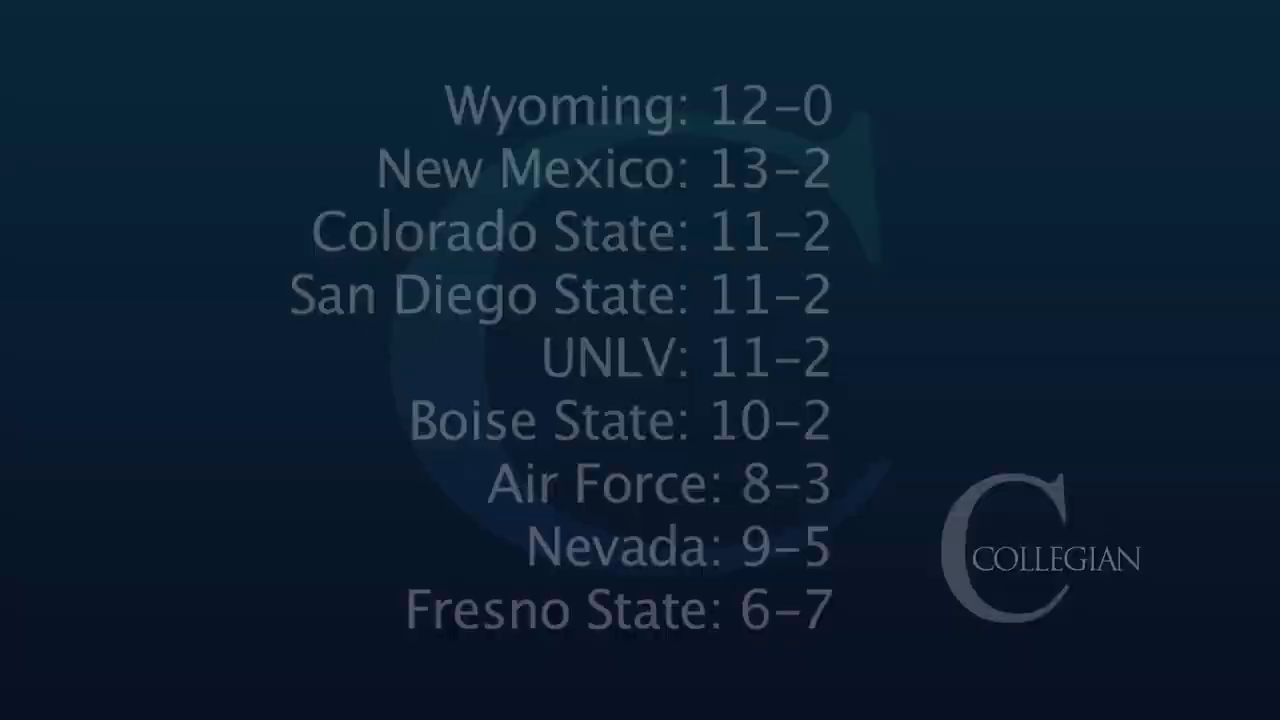 Wyoming: 12-0
New Mexico: 13-2
Colorado State: 11-2
San Diego State: 11-2
UNLV: 11-2
Boise State: 10-2
Air Force: 8-3
Nevada: 9-5
Fresno State: 6-7
C
COLLEGIAN